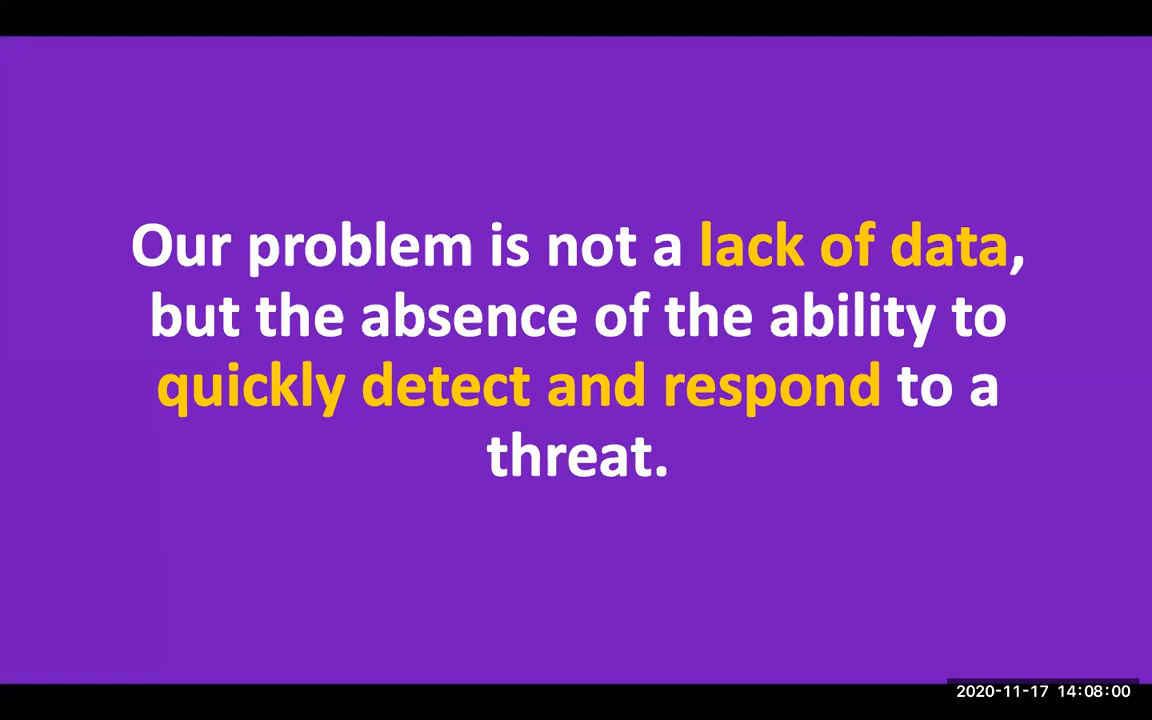 Our problem is not a lack of data,
but the absence of the ability to
quickly detect and respond to a
threat.
2020-11-17 14:08:00